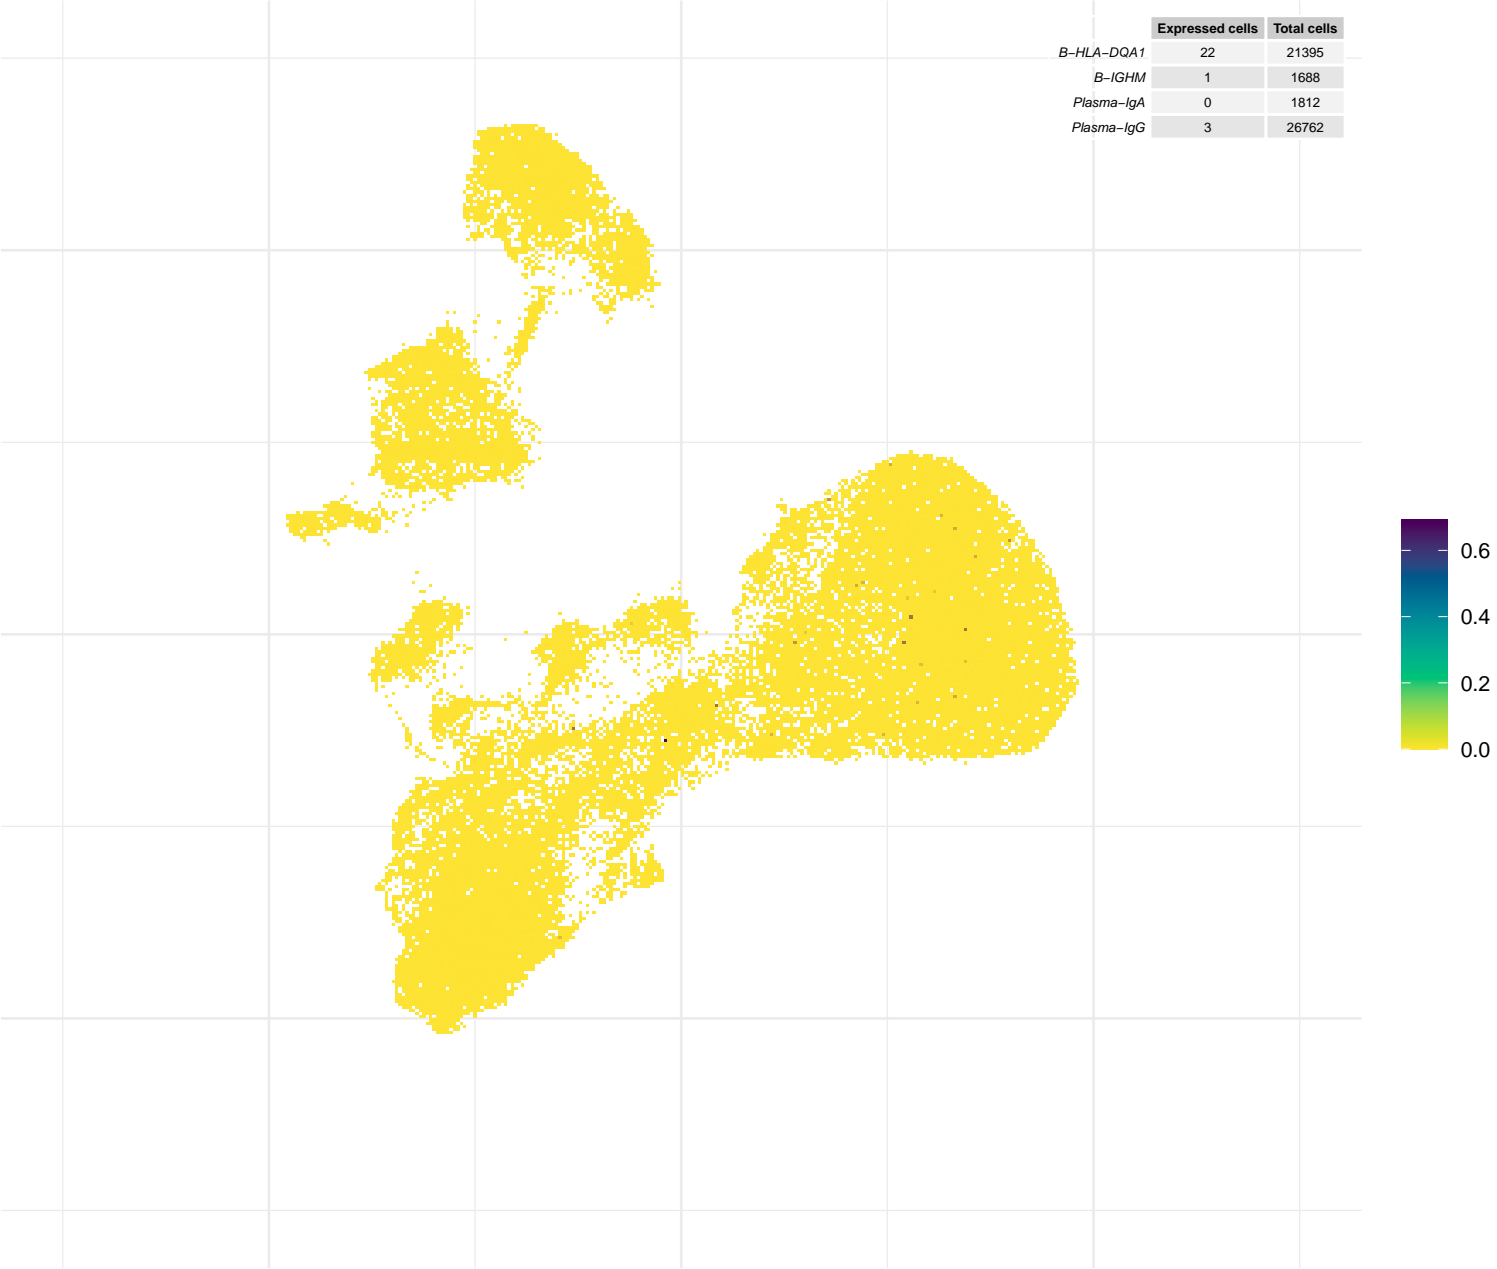 Expressed cells Total cells
B−HLA−DQA1 22 21395
B−IGHM 1 1688
Plasma−IgA 0 1812
Plasma−IgG 3 26762
0.6
0.4
0.2
0.0